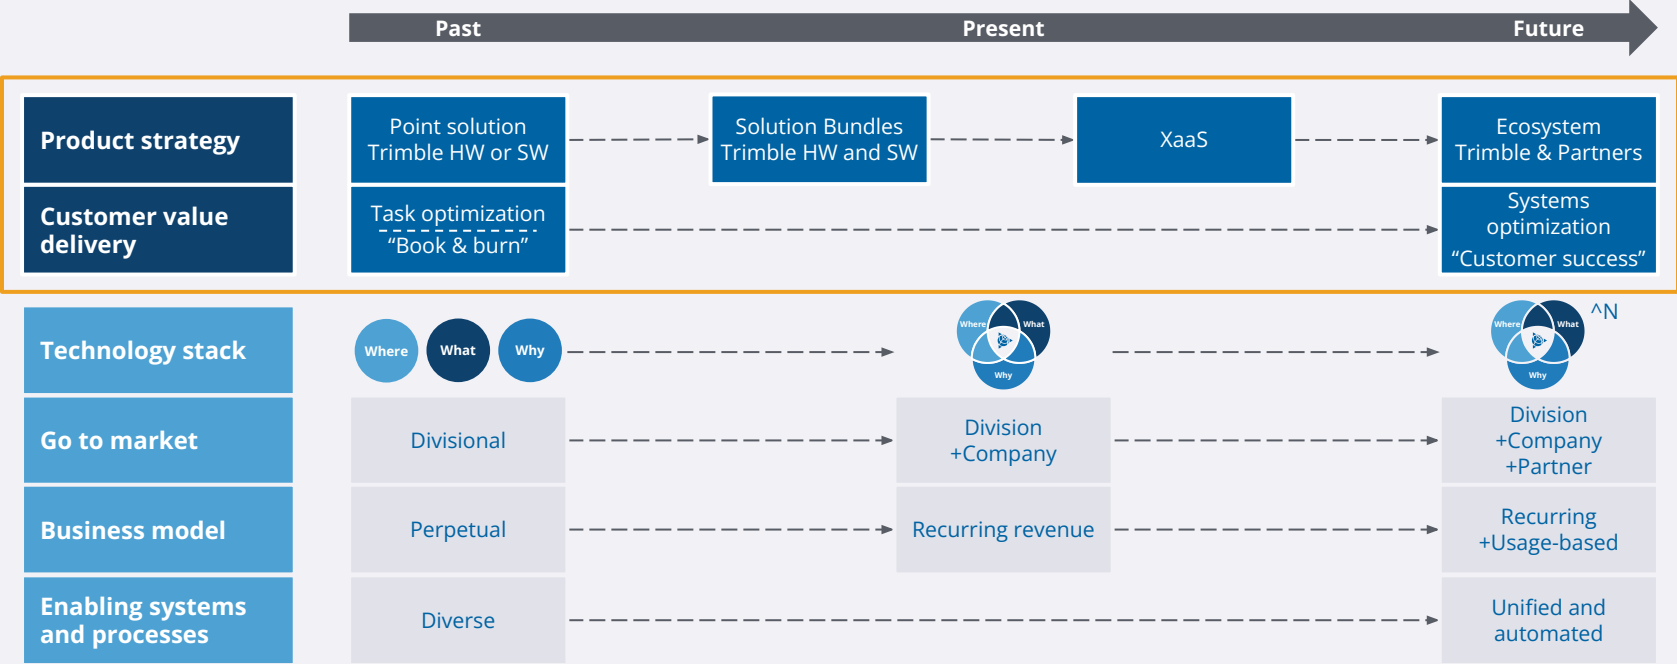 Past
Present
Future
Product strategy
Point solution
Trimble HW or SW
Solution Bundles
Trimble HW and SW
XaaS
Ecosystem
Trimble & Partners
Customer value
delivery
Task optimization
“Book & burn”
Systems
optimization
“Customer success”
Technology stack
Where
What
Why
Where
What
Why
Where
What
Why
^N
Go to market
Divisional
Division
+Company
Division
+Company
+Partner
Business model
Perpetual
Recurring revenue
Recurring
+Usage-based
Enabling systems
and processes
Diverse
Unified and
automated